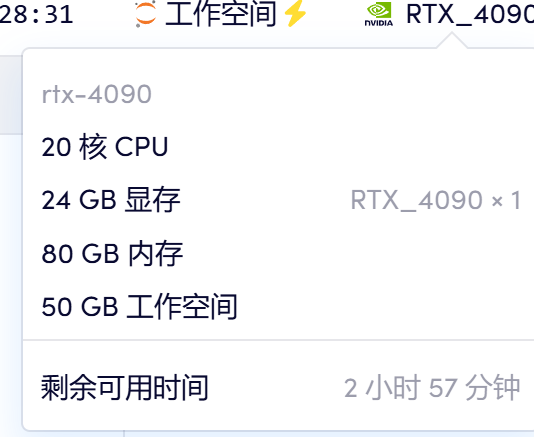 28:31 工作空间⚡ NVIDIA RTX_4090
rtx-4090
20 核 CPU
24 GB 显存 RTX_4090 × 1
80 GB 内存
50 GB 工作空间
剩余可用时间 2 小时 57 分钟